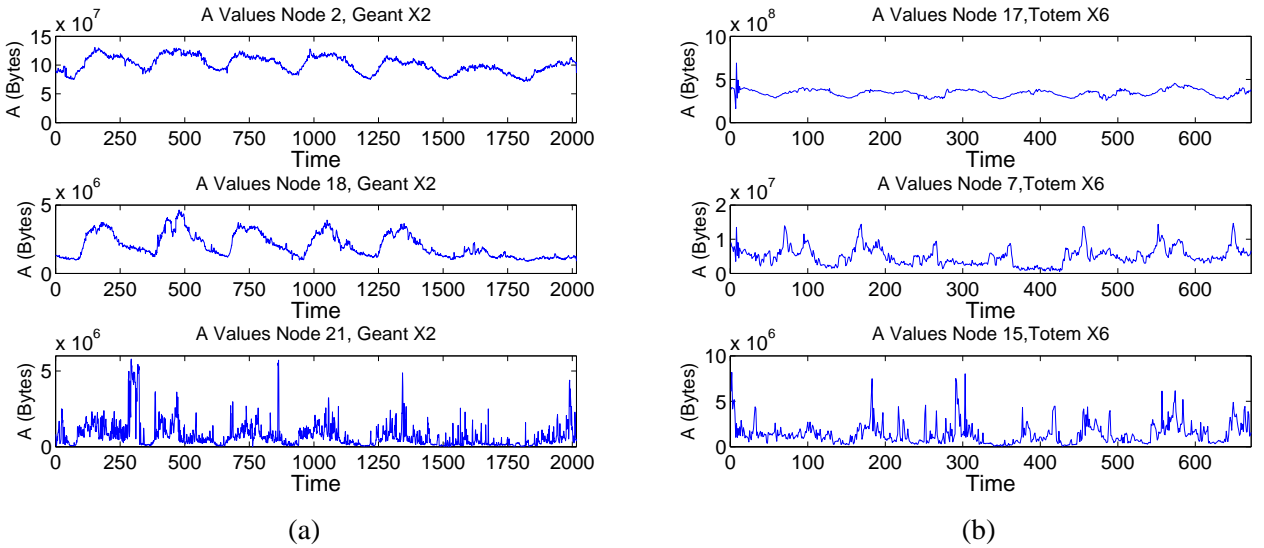 A Values Node 2, Geant X2
x 10^7
A (Bytes)
15
10
5
0
0 250 500 750 1000 1250 1500 1750 2000
Time
A Values Node 18, Geant X2
x 10^6
A (Bytes)
5
0
0 250 500 750 1000 1250 1500 1750 2000
Time
A Values Node 21, Geant X2
x 10^6
A (Bytes)
5
0
0 250 500 750 1000 1250 1500 1750 2000
Time
(a)
A Values Node 17,Totem X6
x 10^8
A (Bytes)
10
5
0
0 100 200 300 400 500 600
Time
A Values Node 7,Totem X6
x 10^7
A (Bytes)
2
1
0
0 100 200 300 400 500 600
Time
A Values Node 15,Totem X6
x 10^6
A (Bytes)
10
5
0
0 100 200 300 400 500 600
Time
(b)